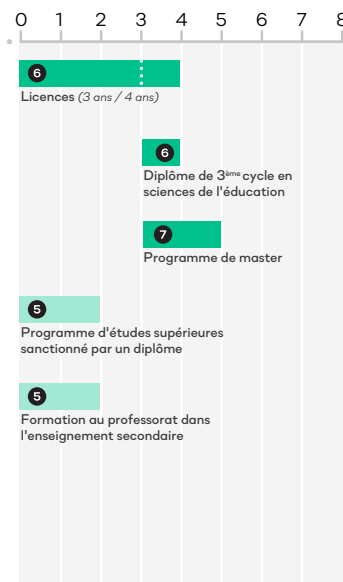 0 1 2 3 4 5 6 7 8
6
Licences (3 ans / 4 ans)
6
Diplôme de 3ème cycle en
sciences de l'éducation
7
Programme de master
5
Programme d'études supérieures
sanctionné par un diplôme
5
Formation au professorat dans
l'enseignement secondaire